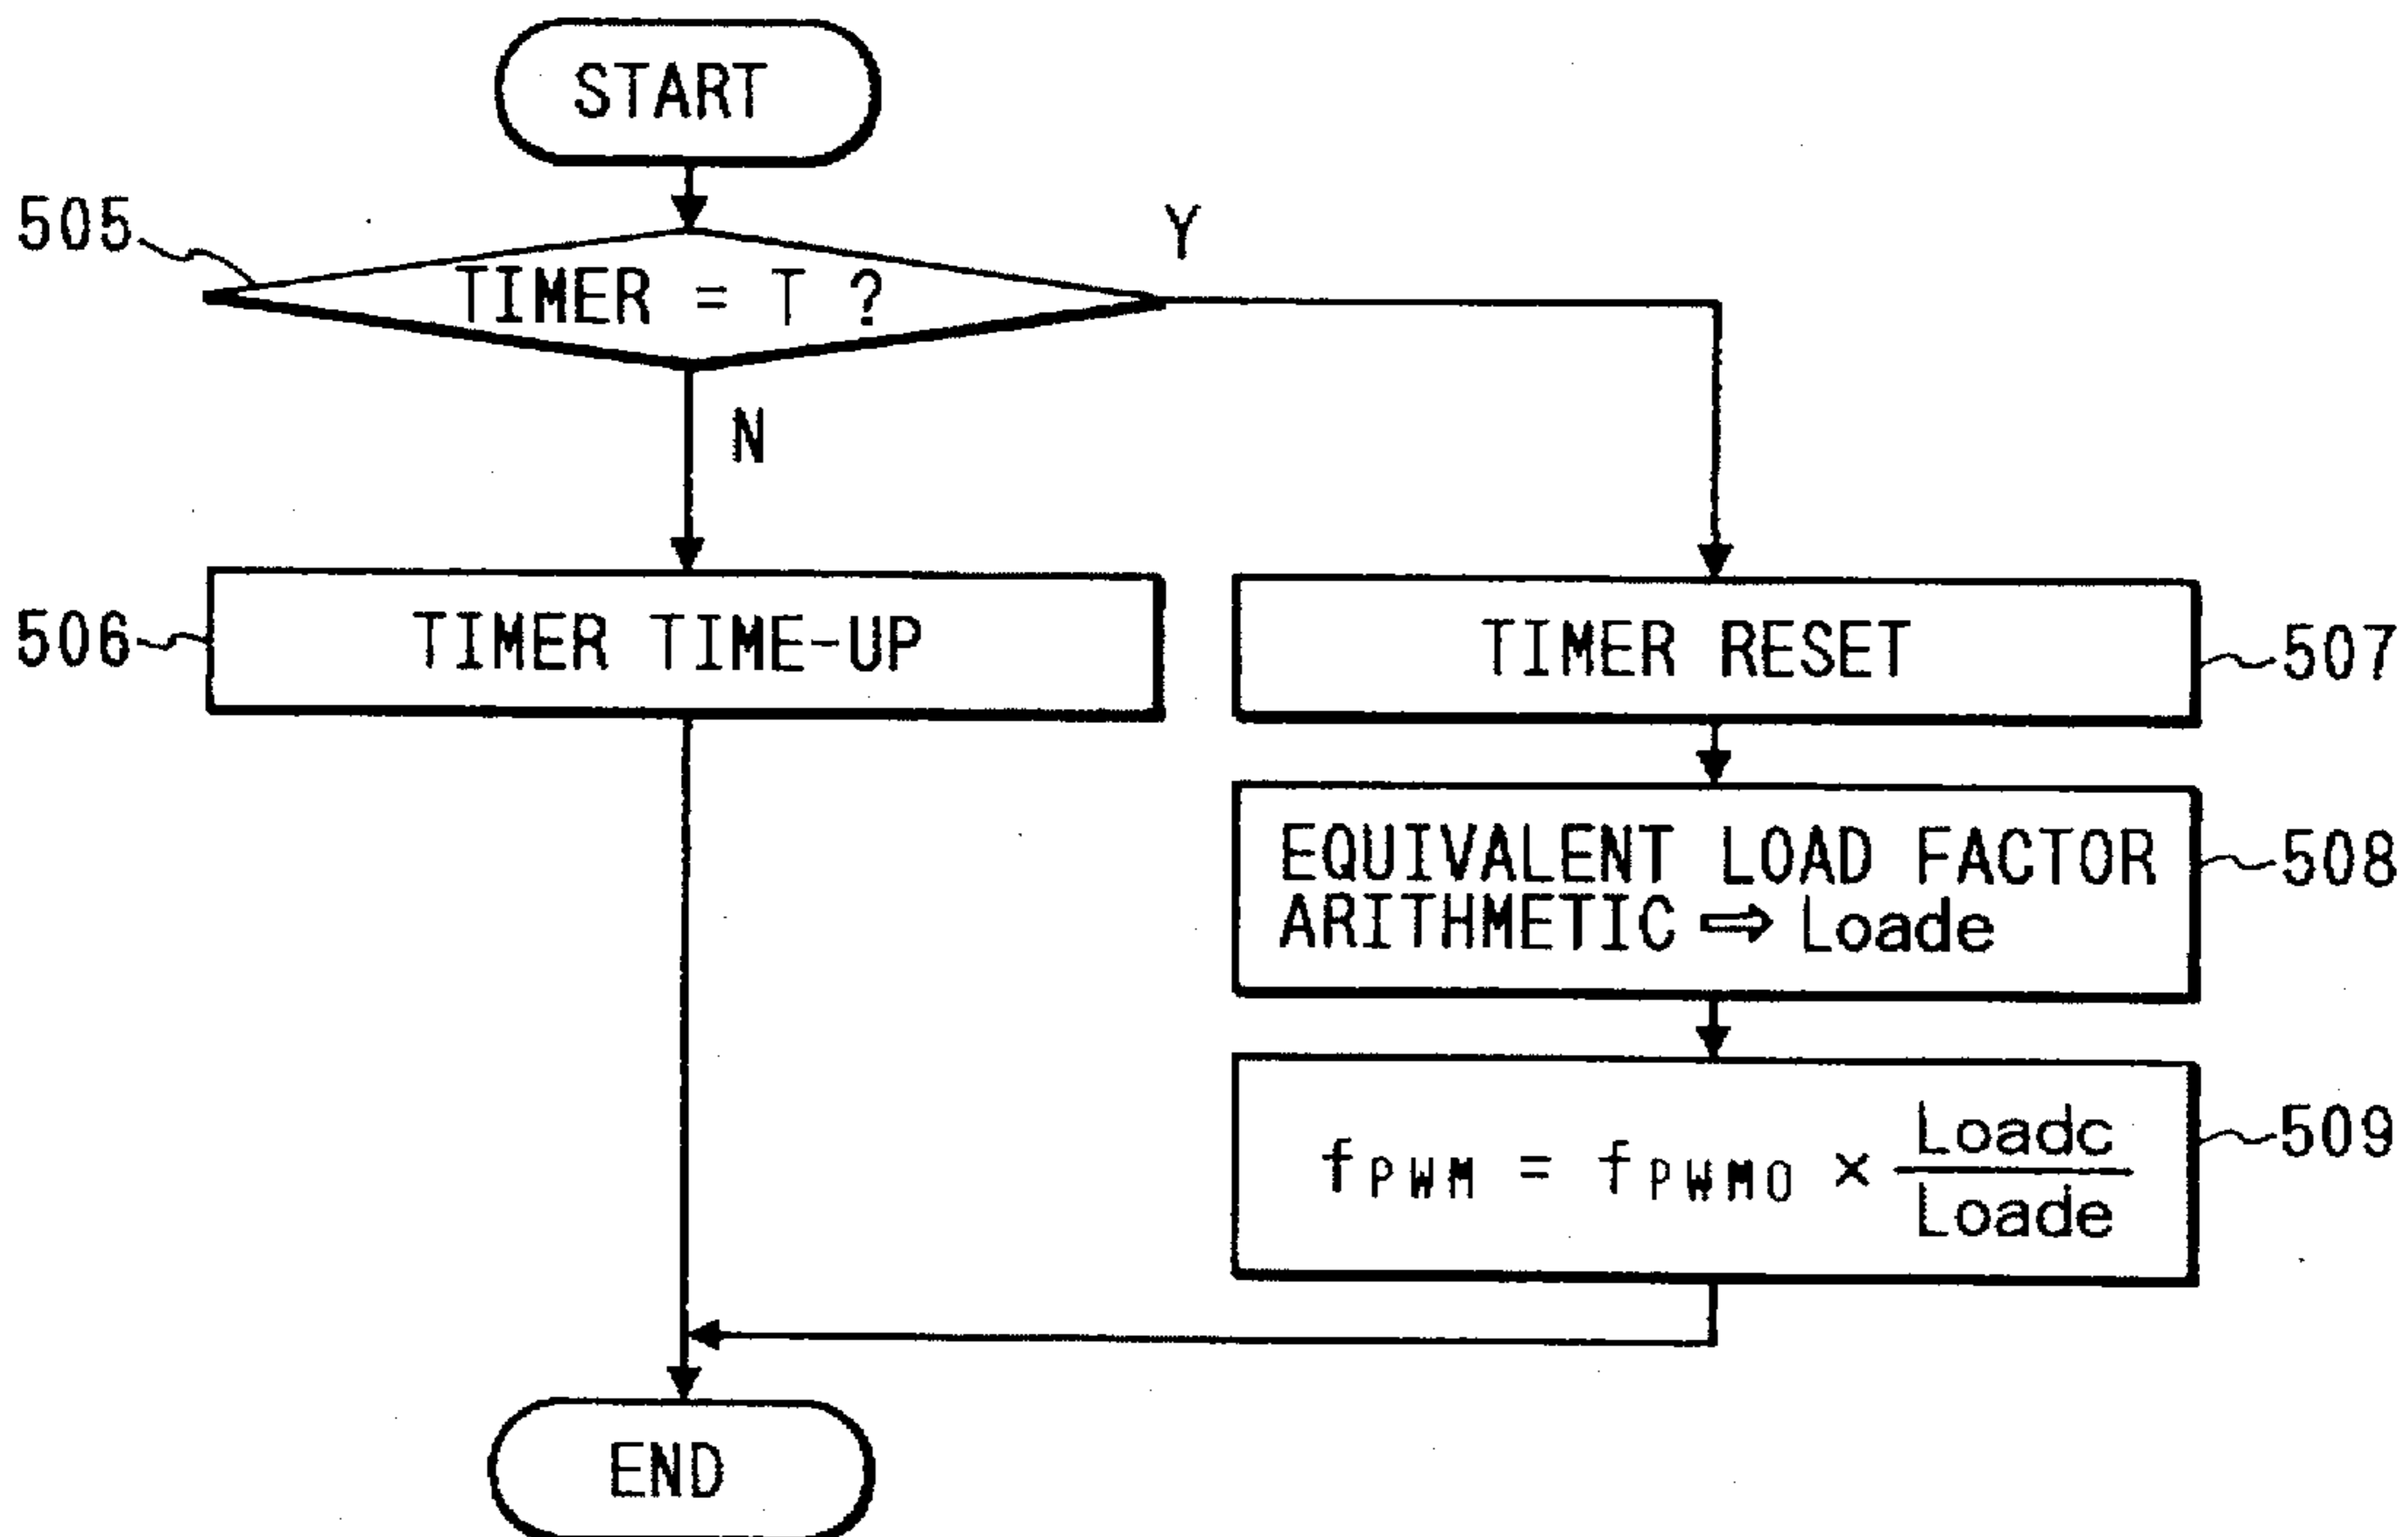 START
505
TIMER = T ?
Y
N
506
TIMER TIME-UP
TIMER RESET
507
EQUIVALENT LOAD FACTOR
ARITHMETIC ⇨ Loade
508
fPWM = fPWM0 × Loadc / Loade
509
END